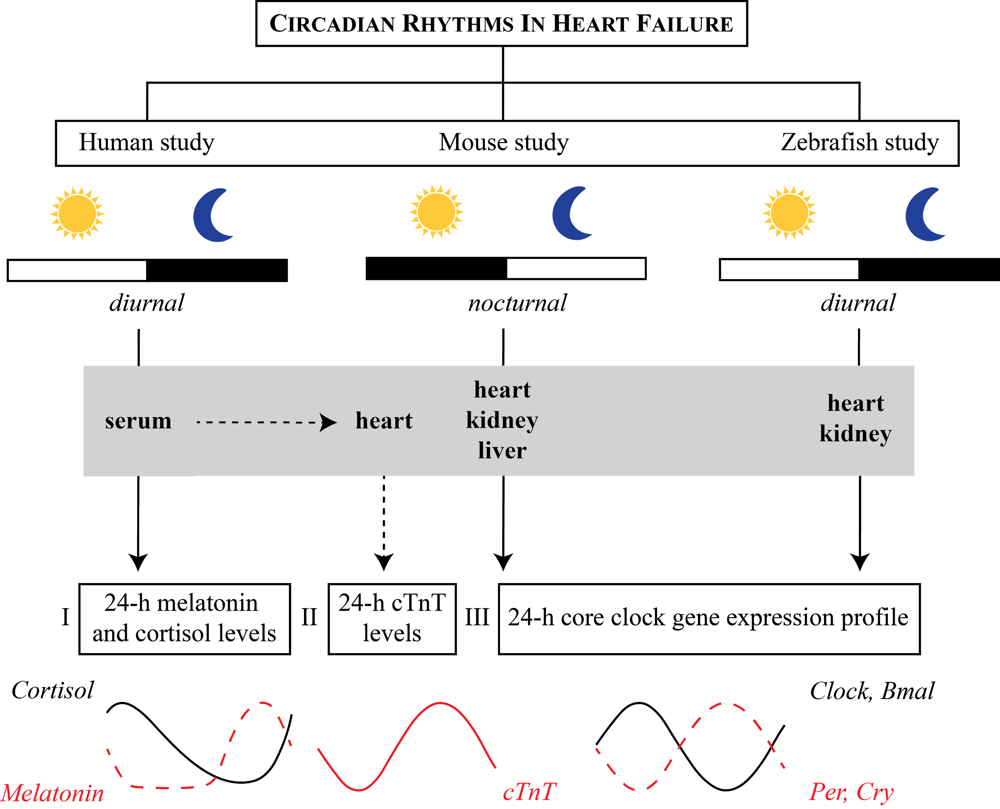 CIRCADIAN RHYTHMS IN HEART FAILURE
Human study
Mouse study
Zebrafish study
diurnal
nocturnal
diurnal
serum
heart
heart
kidney
liver
heart
kidney
I
24-h melatonin
and cortisol levels
II
24-h cTnT
levels
III
24-h core clock gene expression profile
Cortisol
Melatonin
cTnT
Clock, Bmal
Per, Cry